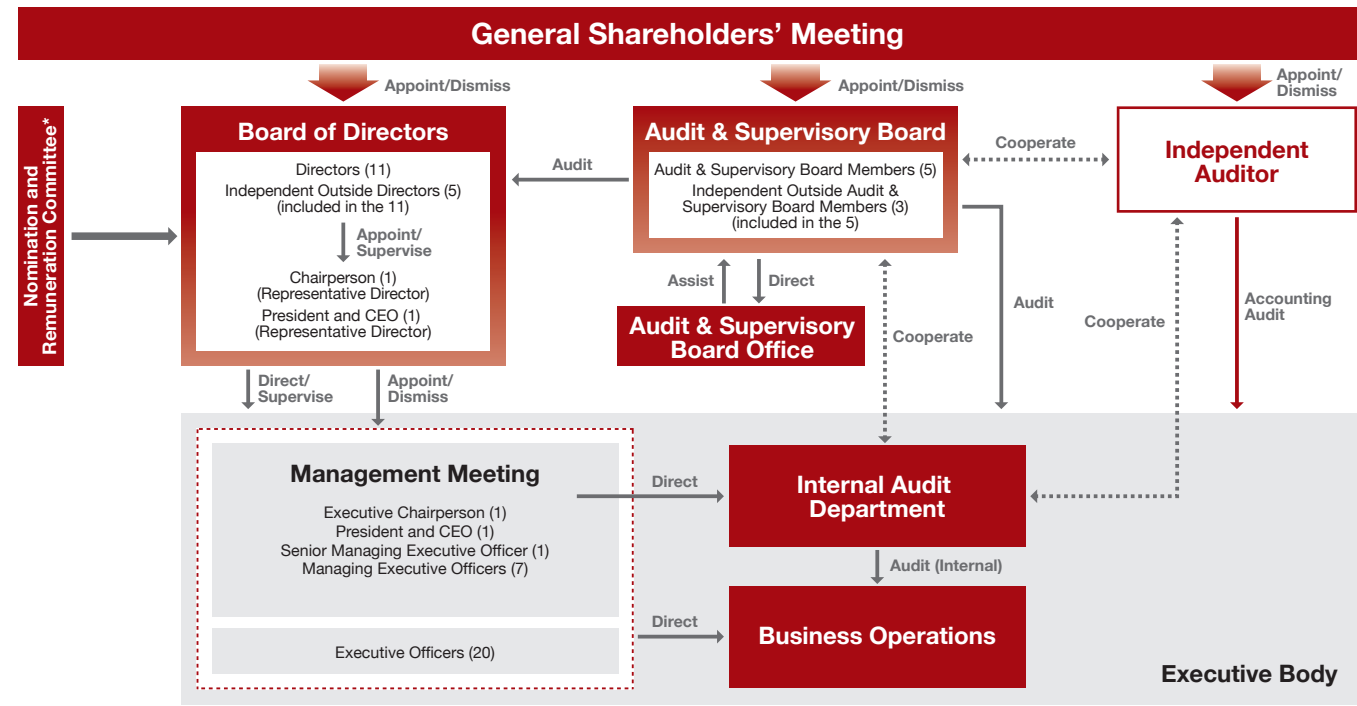 General Shareholders’ Meeting
Appoint/Dismiss
Appoint/Dismiss
Appoint/
Dismiss
Nomination and
Remuneration Committee*
Board of Directors
Directors (11)
Independent Outside Directors (5)
(included in the 11)
Appoint/
Supervise
Chairperson (1)
(Representative Director)
President and CEO (1)
(Representative Director)
Audit
Audit & Supervisory Board
Audit & Supervisory Board Members (5)
Independent Outside Audit &
Supervisory Board Members (3)
(included in the 5)
Cooperate
Independent
Auditor
Assist
Direct
Audit & Supervisory
Board Office
Cooperate
Audit
Cooperate
Accounting
Audit
Direct/
Supervise
Appoint/
Dismiss
Management Meeting
Executive Chairperson (1)
President and CEO (1)
Senior Managing Executive Officer (1)
Managing Executive Officers (7)
Executive Officers (20)
Direct
Internal Audit
Department
Audit (Internal)
Direct
Business Operations
Executive Body